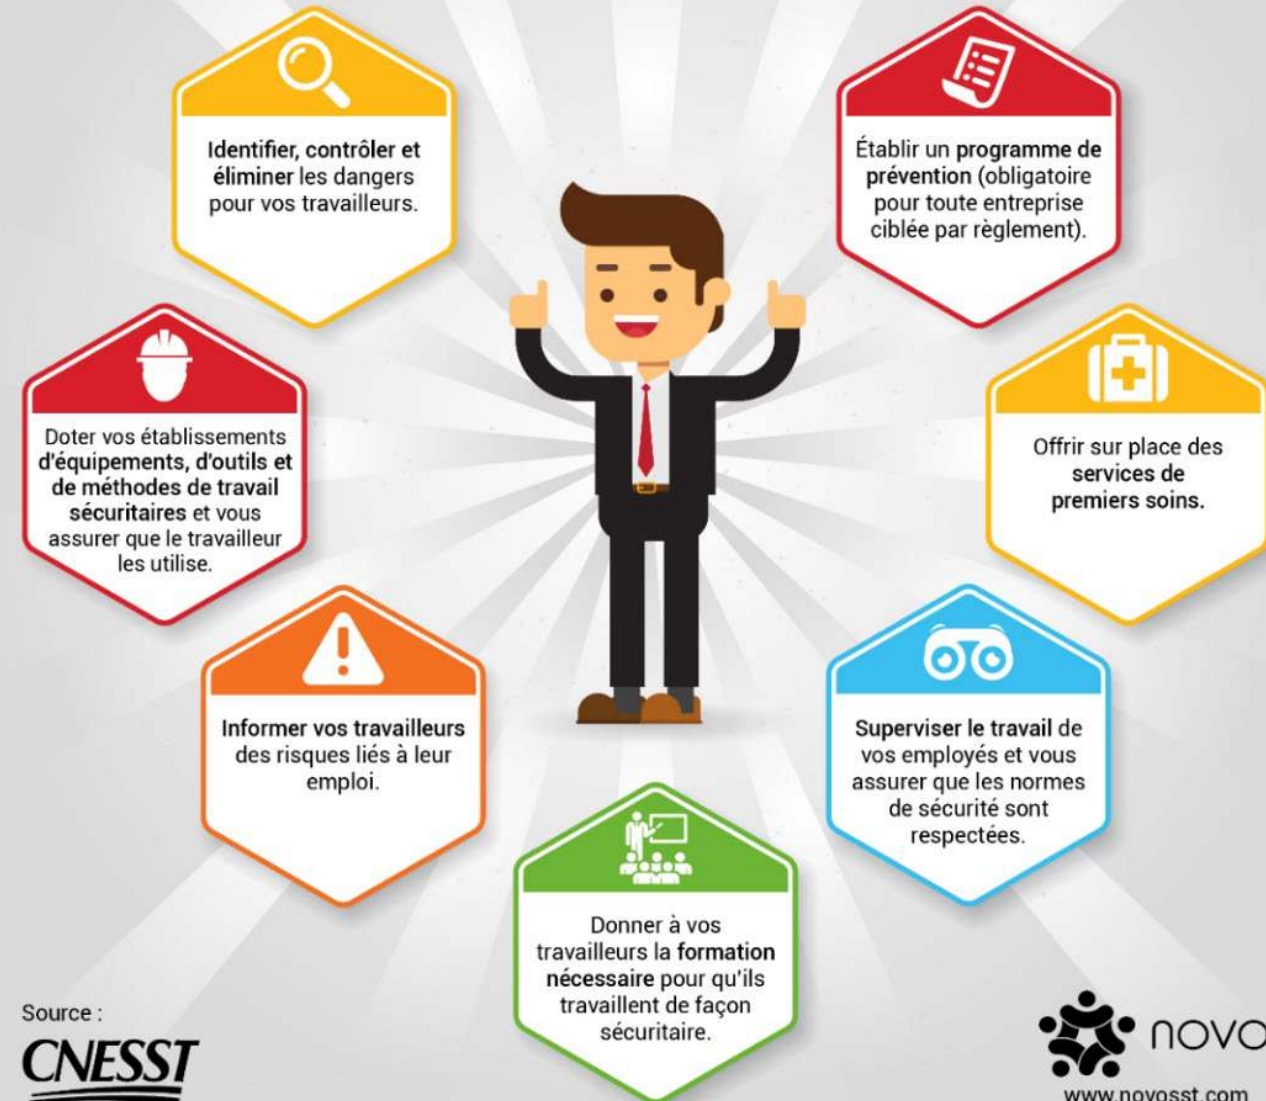 Identifier, contrôler et
éliminer les dangers
pour vos travailleurs.
Établir un programme de
prévention (obligatoire
pour toute entreprise
ciblée par règlement).
Doter vos établissements
d'équipements, d'outils et
de méthodes de travail
sécuritaires et vous
assurer que le travailleur
les utilise.
Offrir sur place des
services de
premiers soins.
Informer vos travailleurs
des risques liés à leur
emploi.
Superviser le travail de
vos employés et vous
assurer que les normes
de sécurité sont
respectées.
Donner à vos
travailleurs la formation
nécessaire pour qu'ils
travaillent de façon
sécuritaire.
Source :
CNESST
novo
www.novosst.com